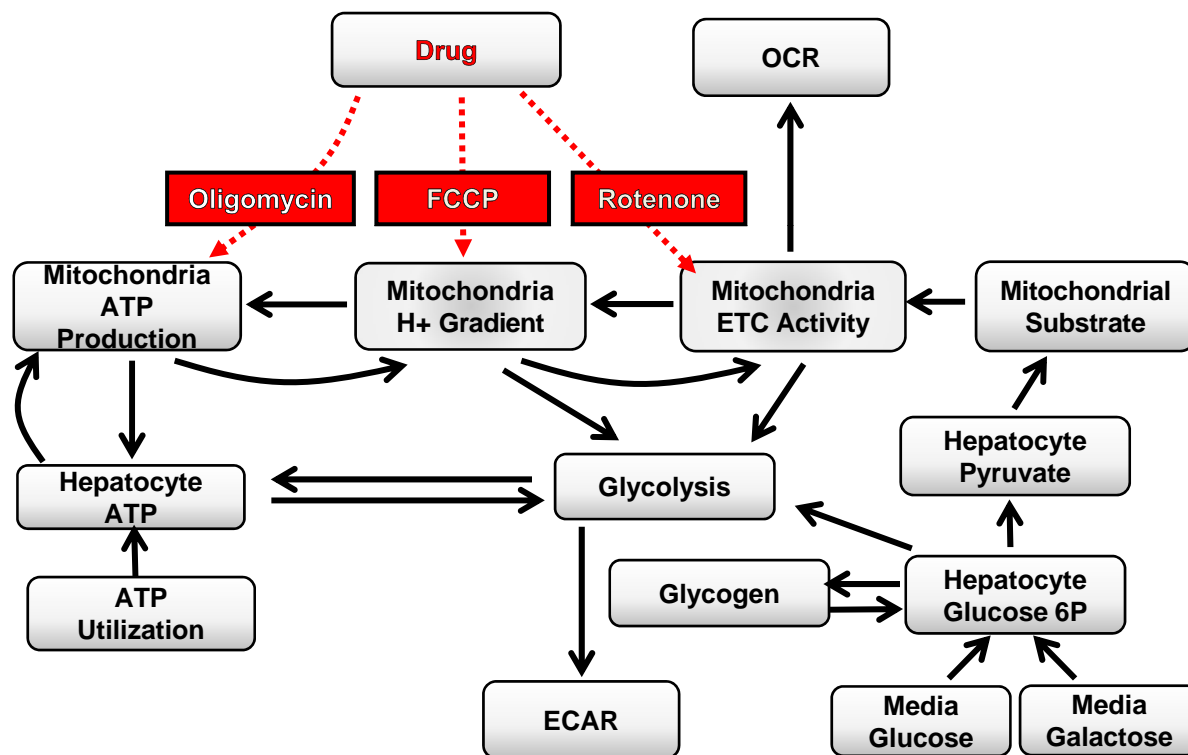 Drug
OCR
Oligomycin
FCCP
Rotenone
Mitochondria
ATP
Production
Mitochondria
H+ Gradient
Mitochondria
ETC Activity
Mitochondrial
Substrate
Hepatocyte
Pyruvate
Hepatocyte
ATP
Glycolysis
Glycogen
Hepatocyte
Glucose 6P
ATP
Utilization
ECAR
Media
Glucose
Media
Galactose